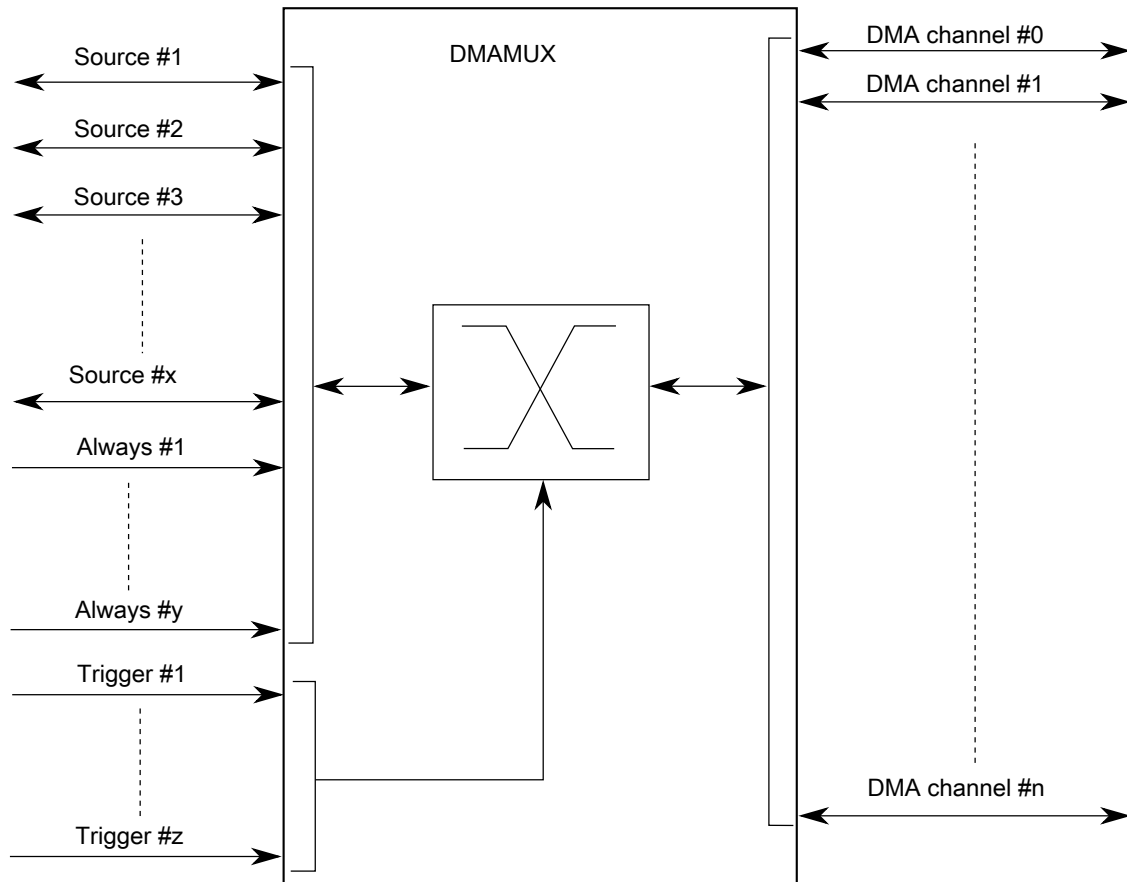 Source #1
Source #2
Source #3
Source #x
Always #1
Always #y
Trigger #1
Trigger #z
DMAMUX
DMA channel #0
DMA channel #1
DMA channel #n